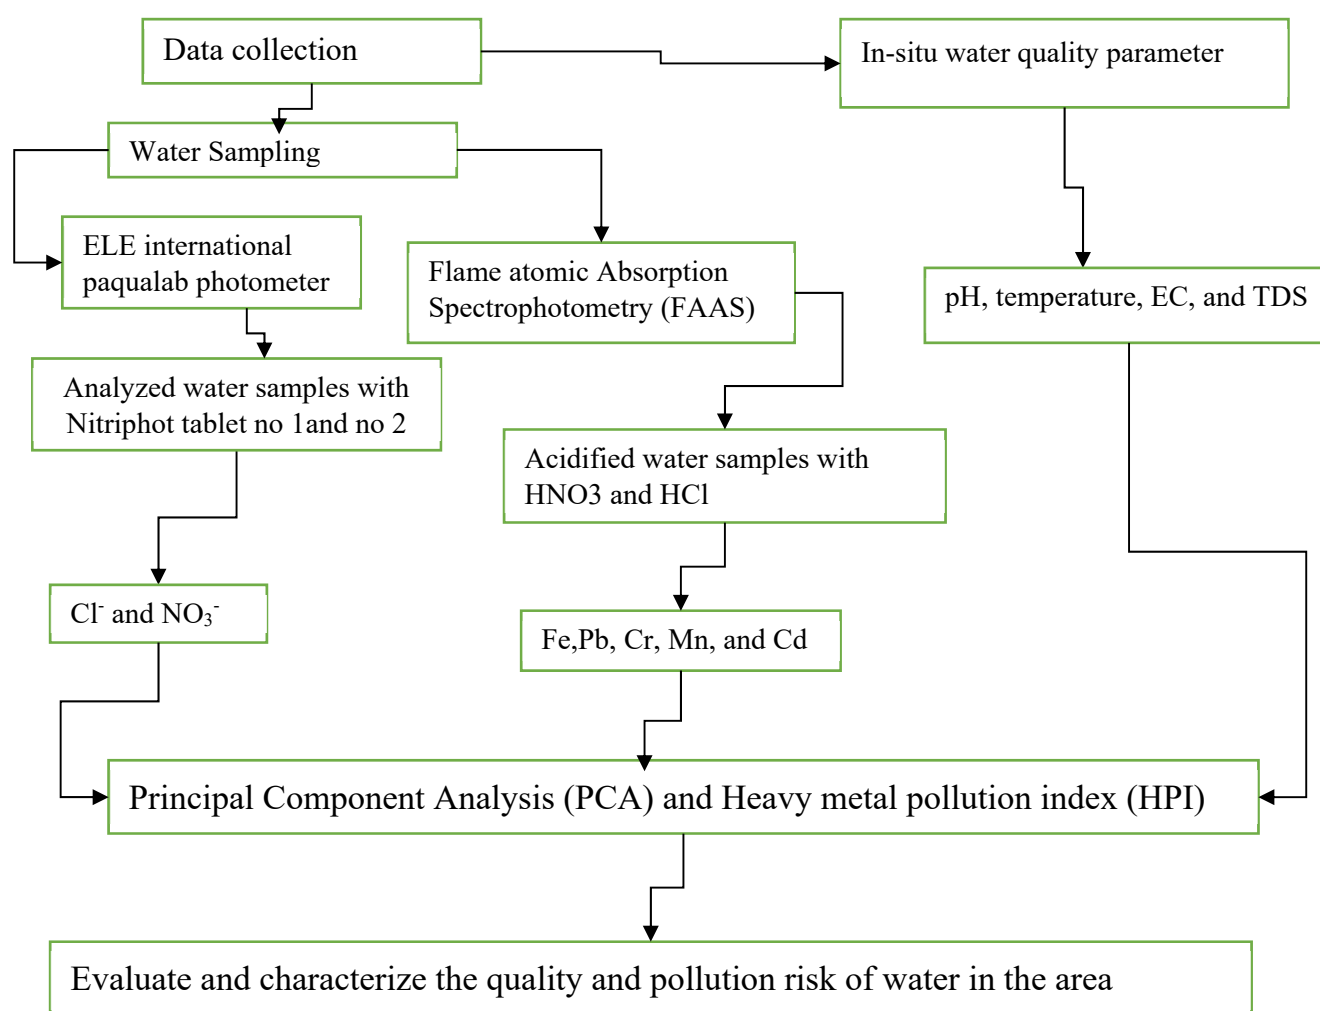 Data collection
In-situ water quality parameter
Water Sampling
ELE international
paqualab photometer
Flame atomic Absorption
Spectrophotometry (FAAS)
pH, temperature, EC, and TDS
Analyzed water samples with
Nitriphot tablet no 1and no 2
Acidified water samples with
HNO3 and HCl
Cl⁻ and NO₃⁻
Fe,Pb, Cr, Mn, and Cd
Principal Component Analysis (PCA) and Heavy metal pollution index (HPI)
Evaluate and characterize the quality and pollution risk of water in the area